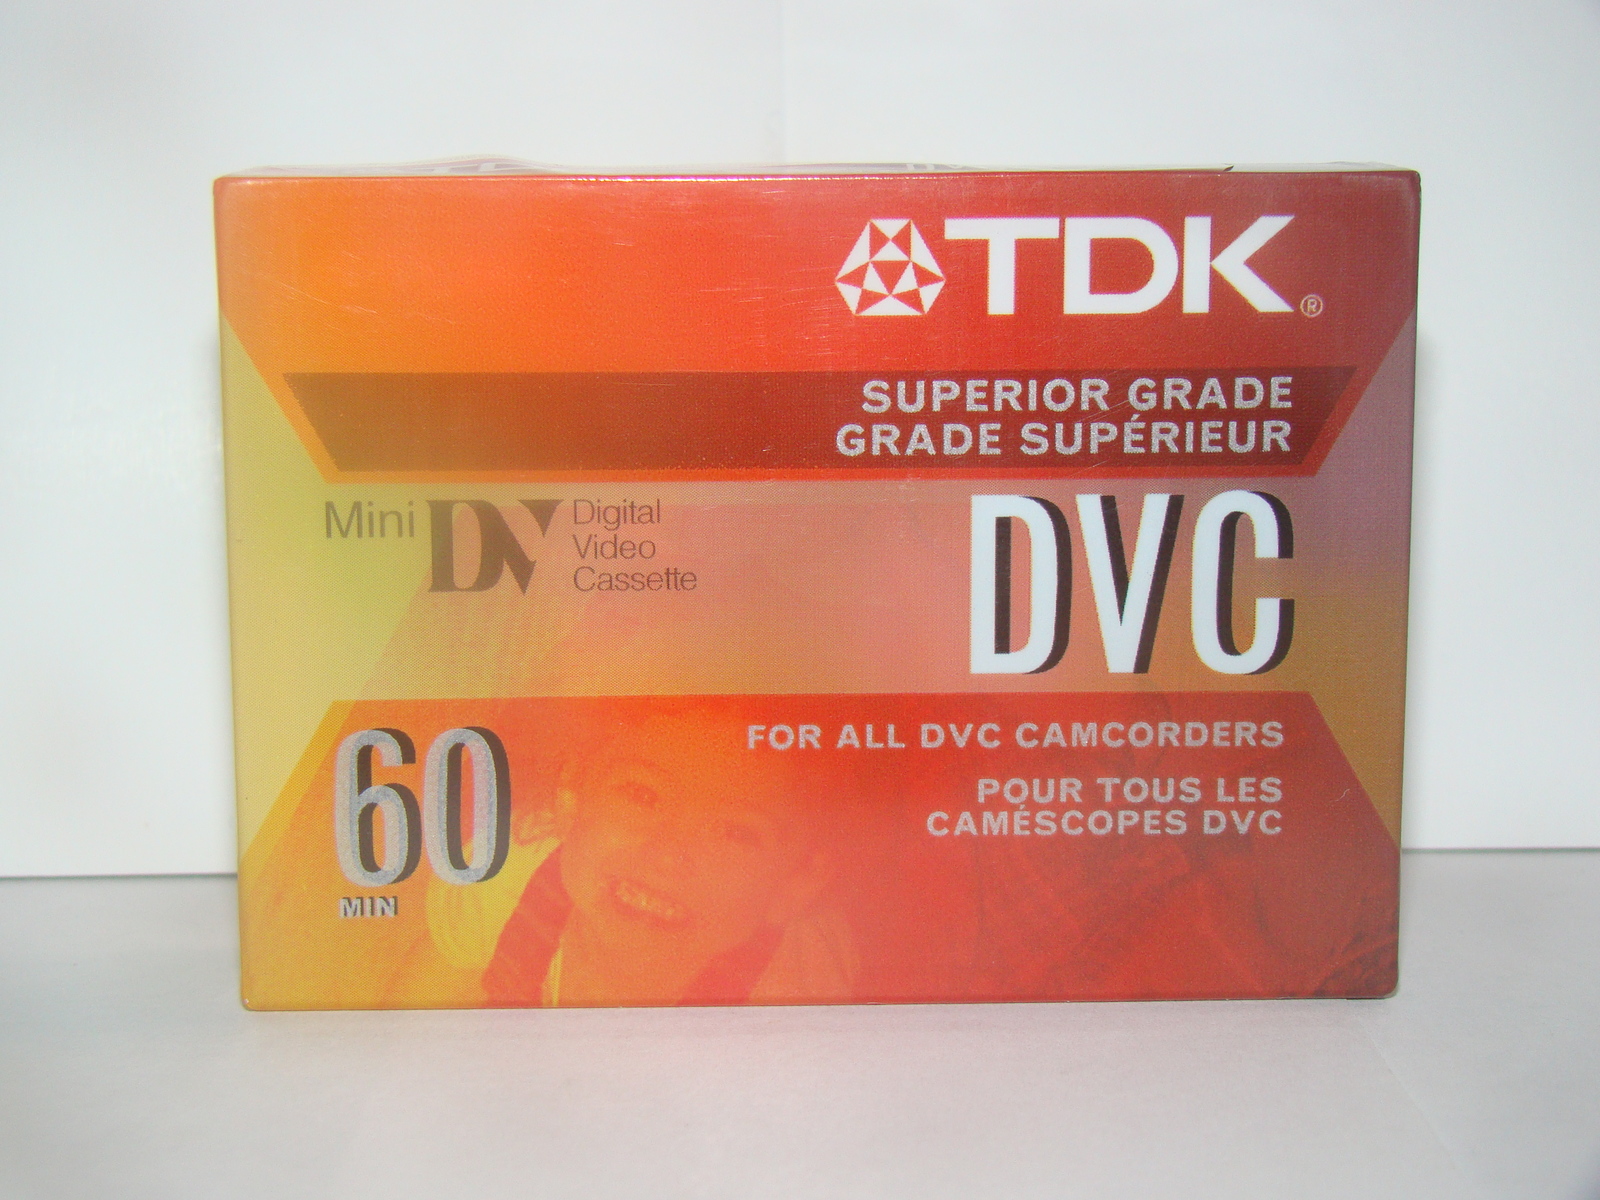 TDK®
SUPERIOR GRADE
GRADE SUPÉRIEUR
Mini DV Digital
Video
Cassette
DVC
60
MIN
FOR ALL DVC CAMCORDERS
POUR TOUS LES
CAMÉSCOPES DVC